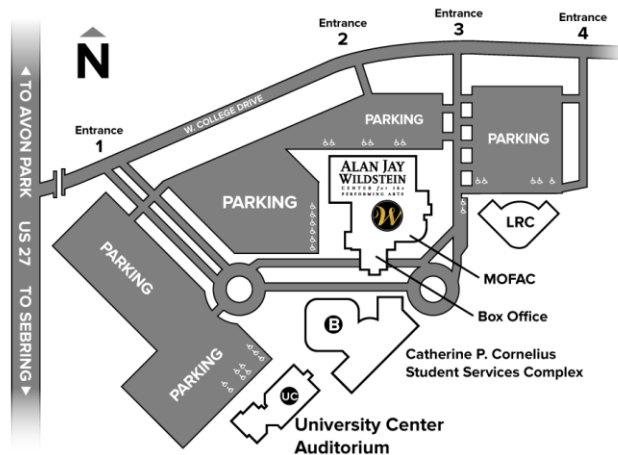 Entrance
1
Entrance
2
Entrance
3
Entrance
4
N
W. COLLEGE DRIVE
TO AVON PARK
US 27
TO SEBRING
PARKING
PARKING
PARKING
PARKING
PARKING
ALAN JAY
WILDSTEIN
CENTER for the
PERFORMING ARTS
W
LRC
MOFAC
Box Office
B
Catherine P. Cornelius
Student Services Complex
UC
University Center
Auditorium